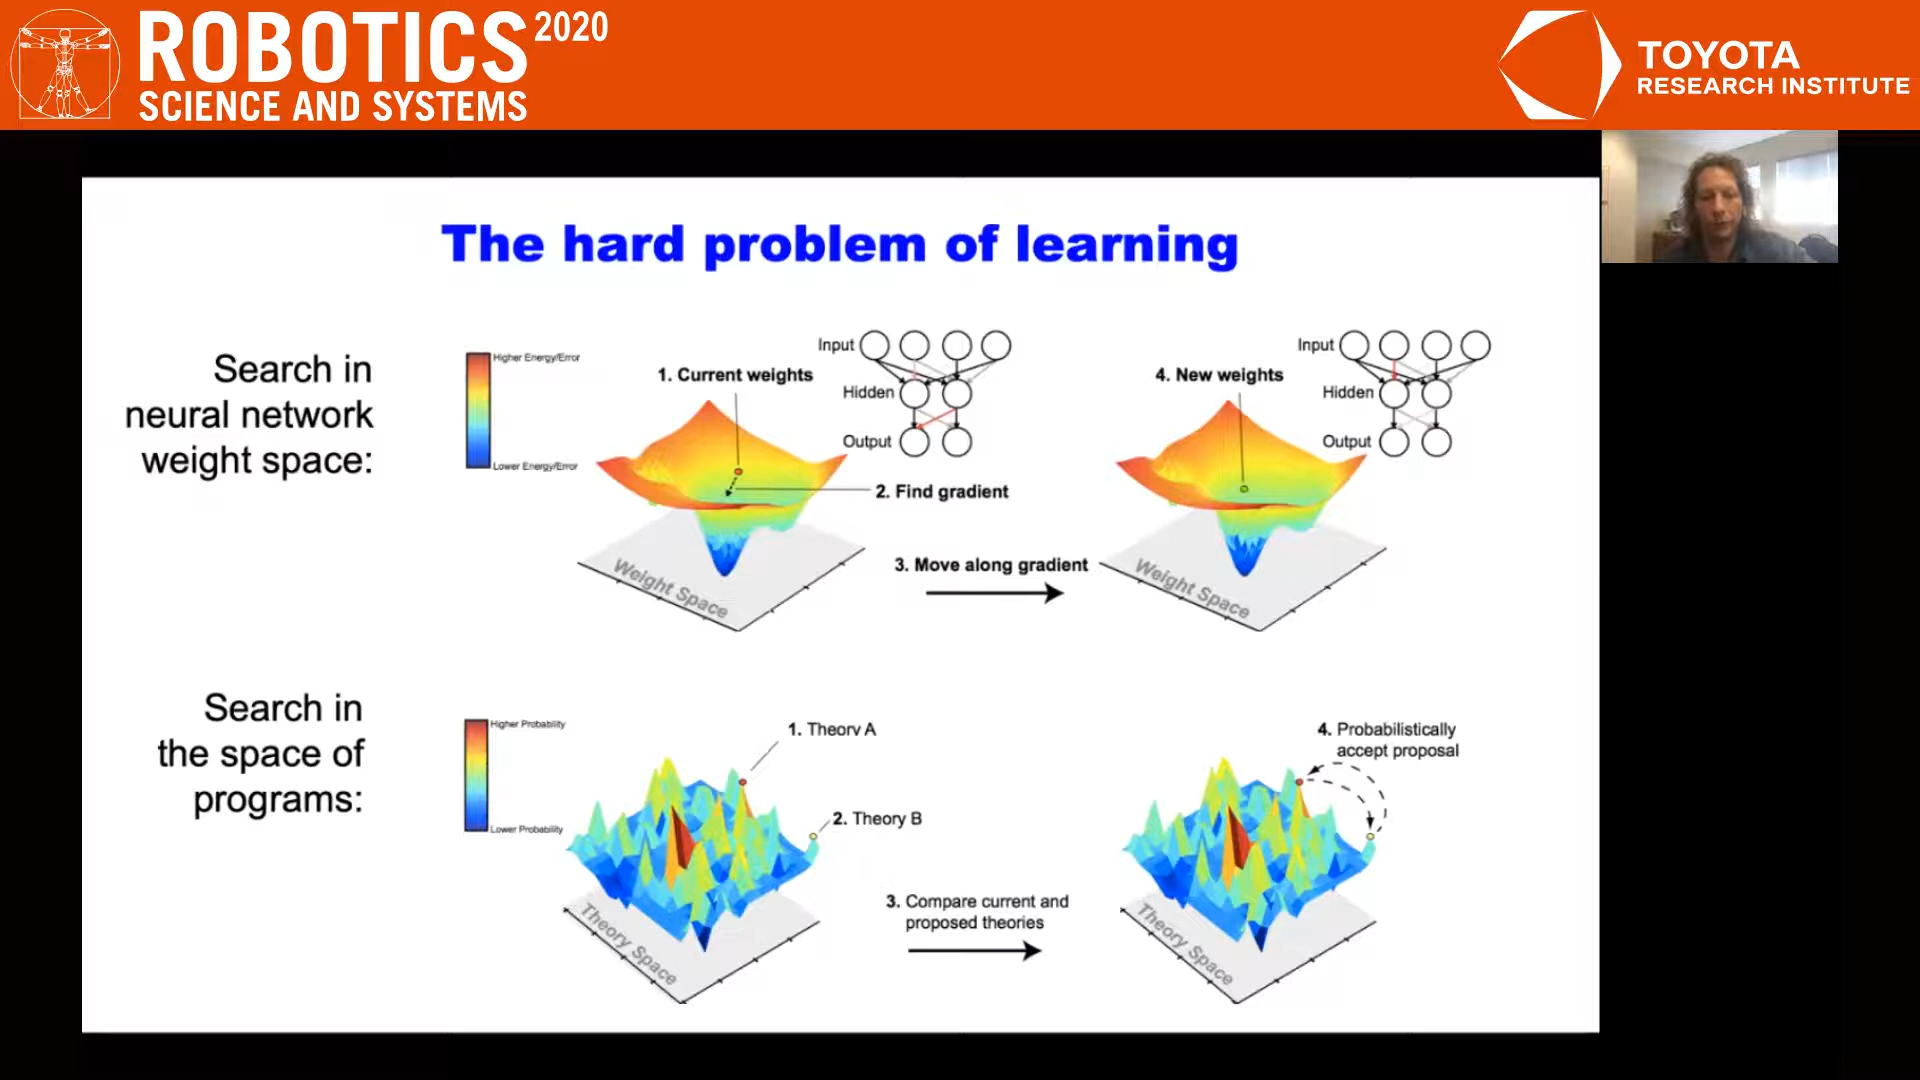 ROBOTICS 2020
SCIENCE AND SYSTEMS
TOYOTA
RESEARCH INSTITUTE
The hard problem of learning
Search in
neural network
weight space:
Higher Energy/Error
Lower Energy/Error
1. Current weights
Input
Hidden
Output
2. Find gradient
Weight Space
3. Move along gradient
4. New weights
Input
Hidden
Output
Weight Space
Search in
the space of
programs:
Higher Probability
Lower Probability
1. Theory A
2. Theory B
Theory Space
3. Compare current and
proposed theories
4. Probabilistically
accept proposal
Theory Space